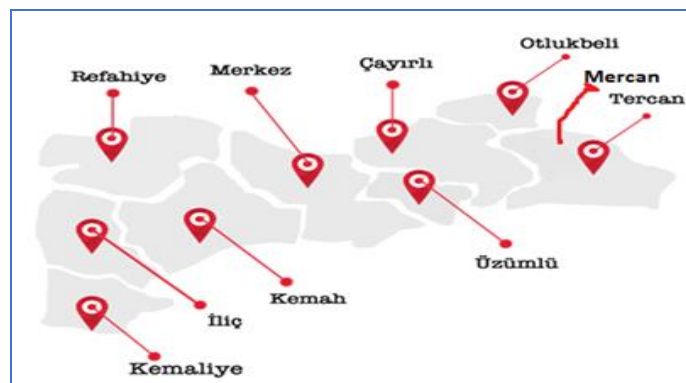 Otlukbeli
Refahiye
Merkez
Çayırlı
Mercan
Tercan
Üzümlü
Kemah
İliç
Kemaliye